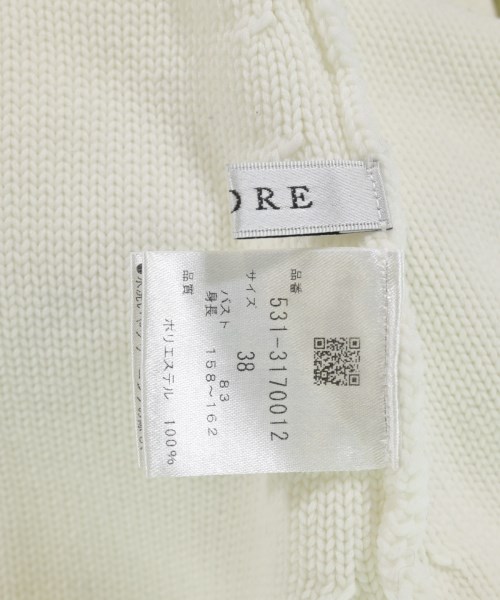 ORE
品番
531-3170012
サイズ
38
バスト 83
身長 158~162
品質
ポリエステル 100%